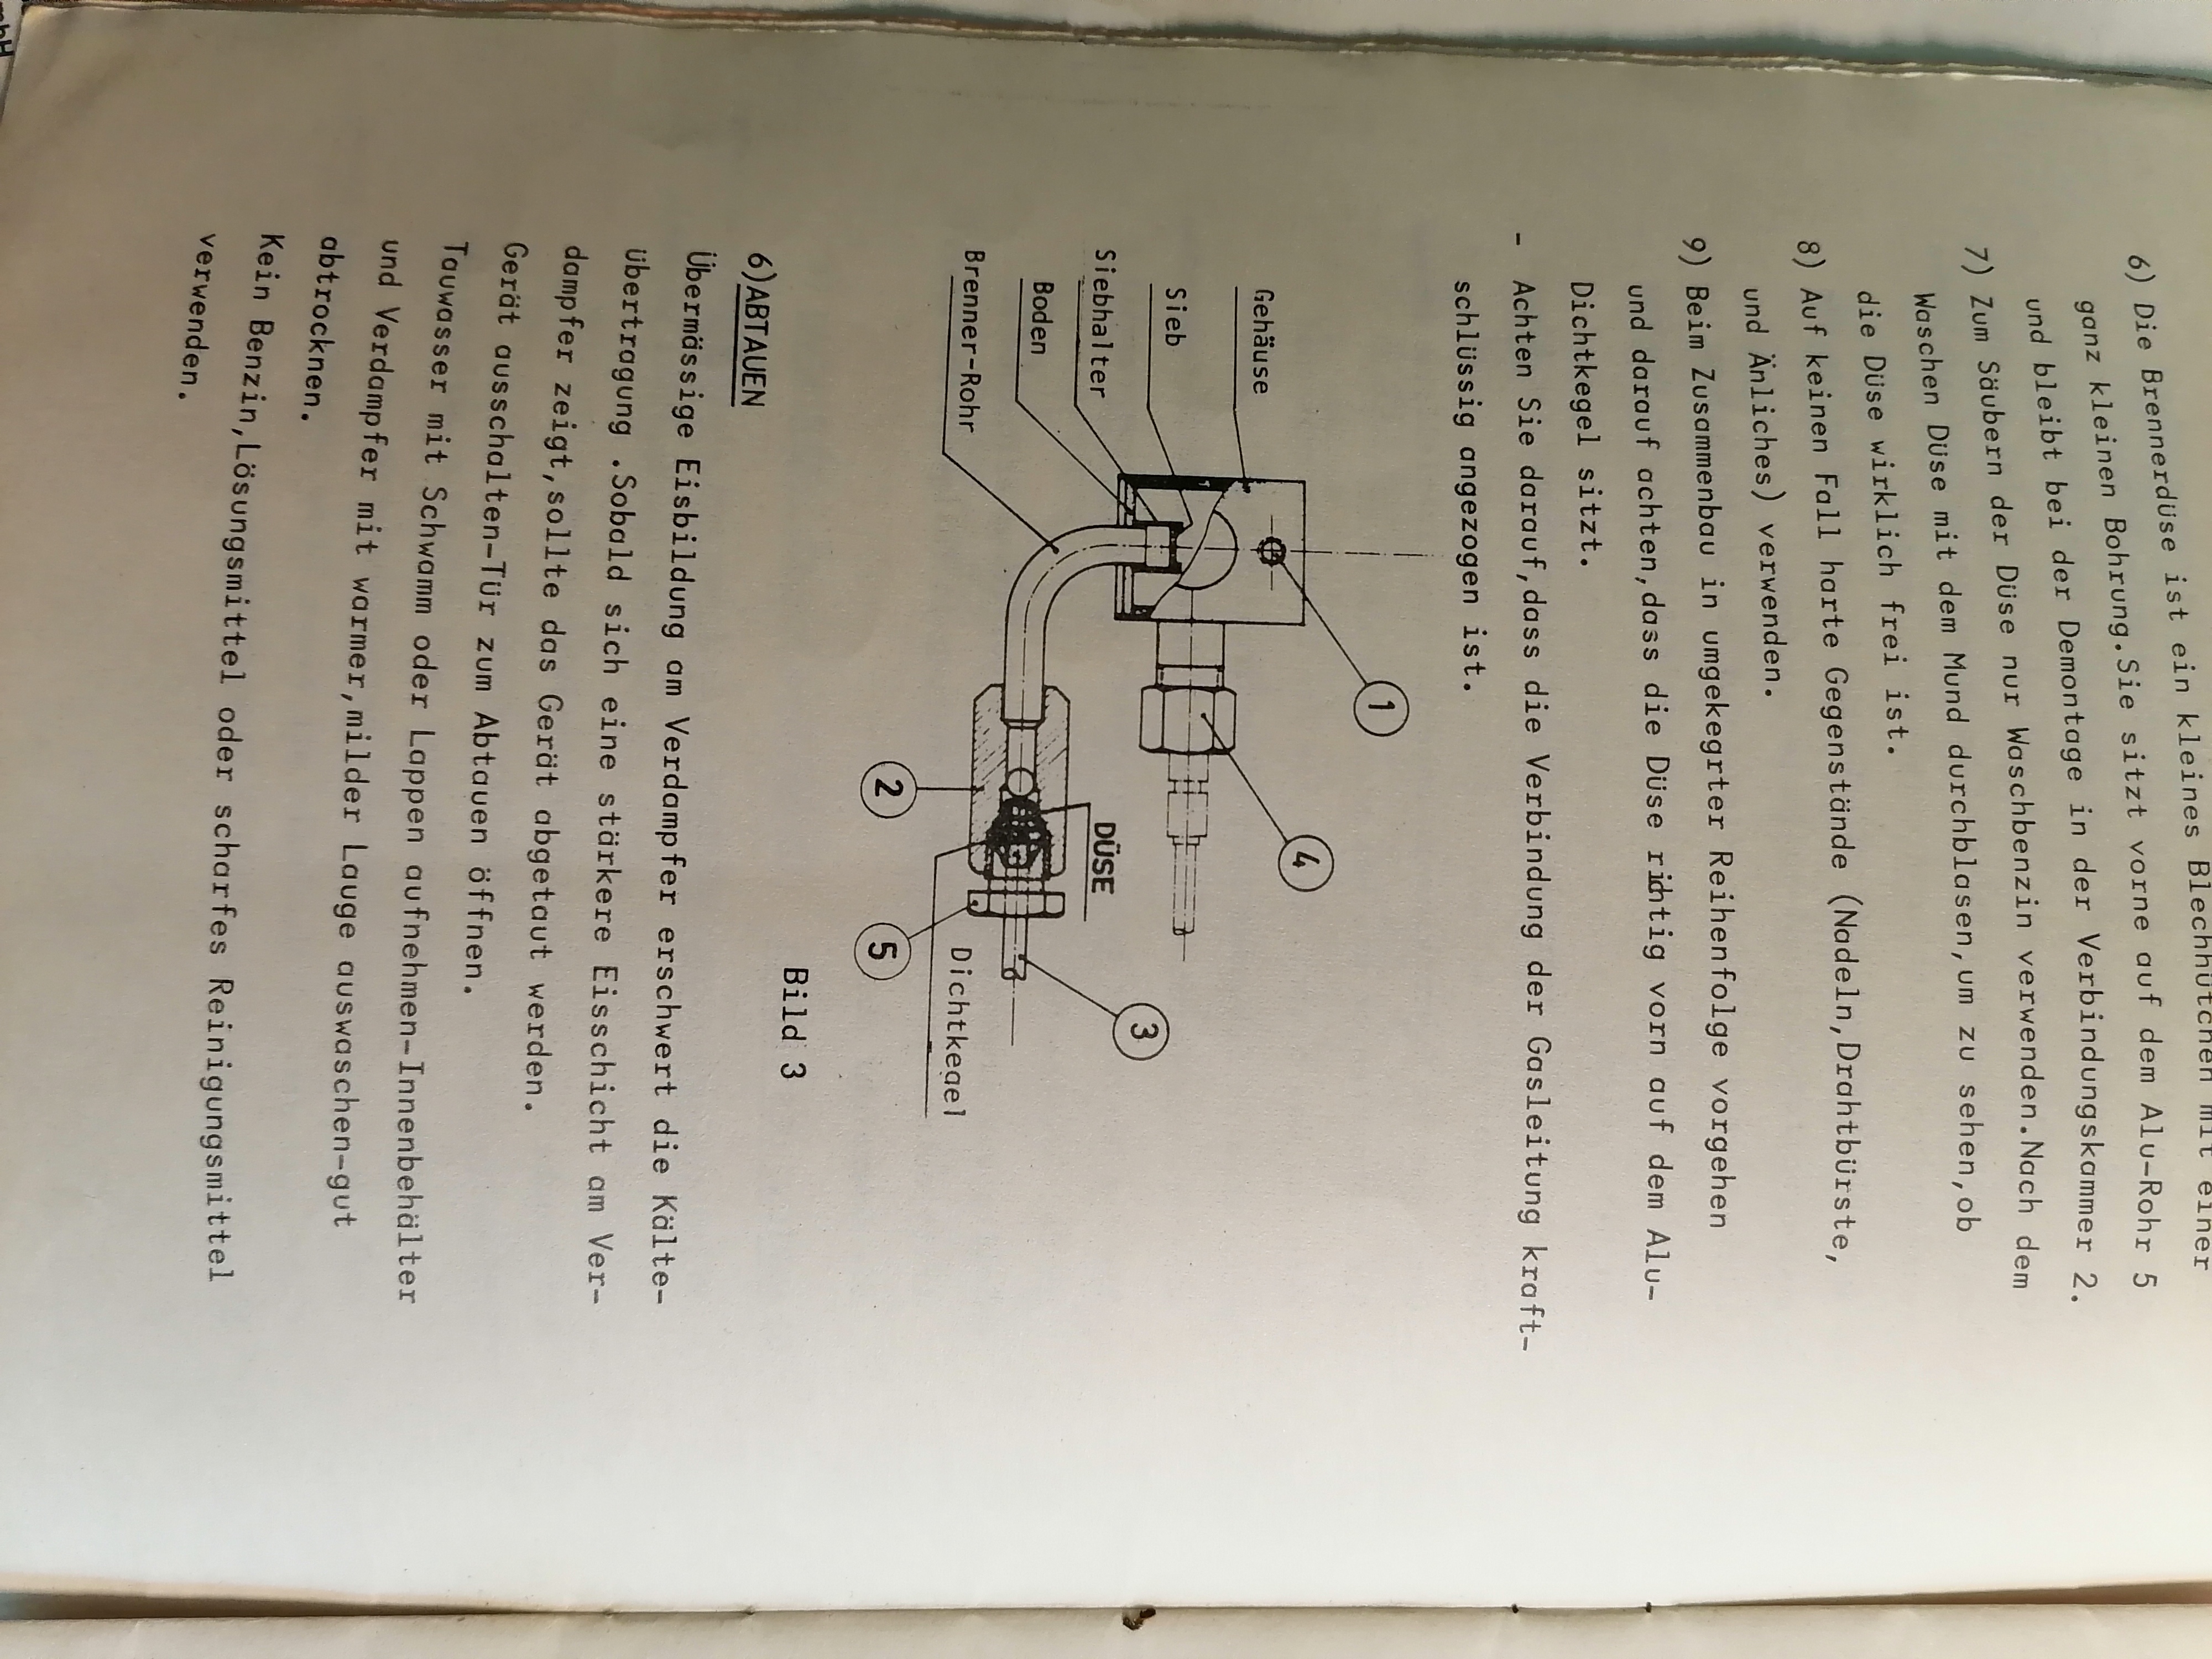 6) Die Brennerdüse ist ein kleines Blechhütchen mit einer
ganz kleinen Bohrung.Sie sitzt vorne auf dem Alu-Rohr 5
und bleibt bei der Demontage in der Verbindungskammer 2.
7) Zum Säubern der Düse nur Waschbenzin verwenden.Nach dem
Waschen Düse mit dem Mund durchblasen,um zu sehen,ob
die Düse wirklich frei ist.
8) Auf keinen Fall harte Gegenstände (Nadeln,Drahtbürste,
und Änliches) verwenden.
9) Beim Zusammenbau in umgekegrter Reihenfolge vorgehen
und darauf achten,dass die Düse richtig vorn auf dem Alu-
Dichtkegel sitzt.
- Achten Sie darauf,dass die Verbindung der Gasleitung kraft-
schlüssig angezogen ist.
1
Gehäuse
4
Sieb
Siebhalter
DÜSE
3
Boden
Brenner-Rohr
Dichtkegel
2
5
Bild 3
6)ABTAUEN
Übermässige Eisbildung am Verdampfer erschwert die Kälte-
übertragung .Sobald sich eine stärkere Eisschicht am Ver-
dampfer zeigt,sollte das Gerät abgetaut werden.
Gerät ausschalten-Tür zum Abtauen öffnen.
Tauwasser mit Schwamm oder Lappen aufnehmen-Innenbehälter
und Verdampfer mit warmer,milder Lauge auswaschen-gut
abtrocknen.
Kein Benzin,Lösungsmittel oder scharfes Reinigungsmittel
verwenden.